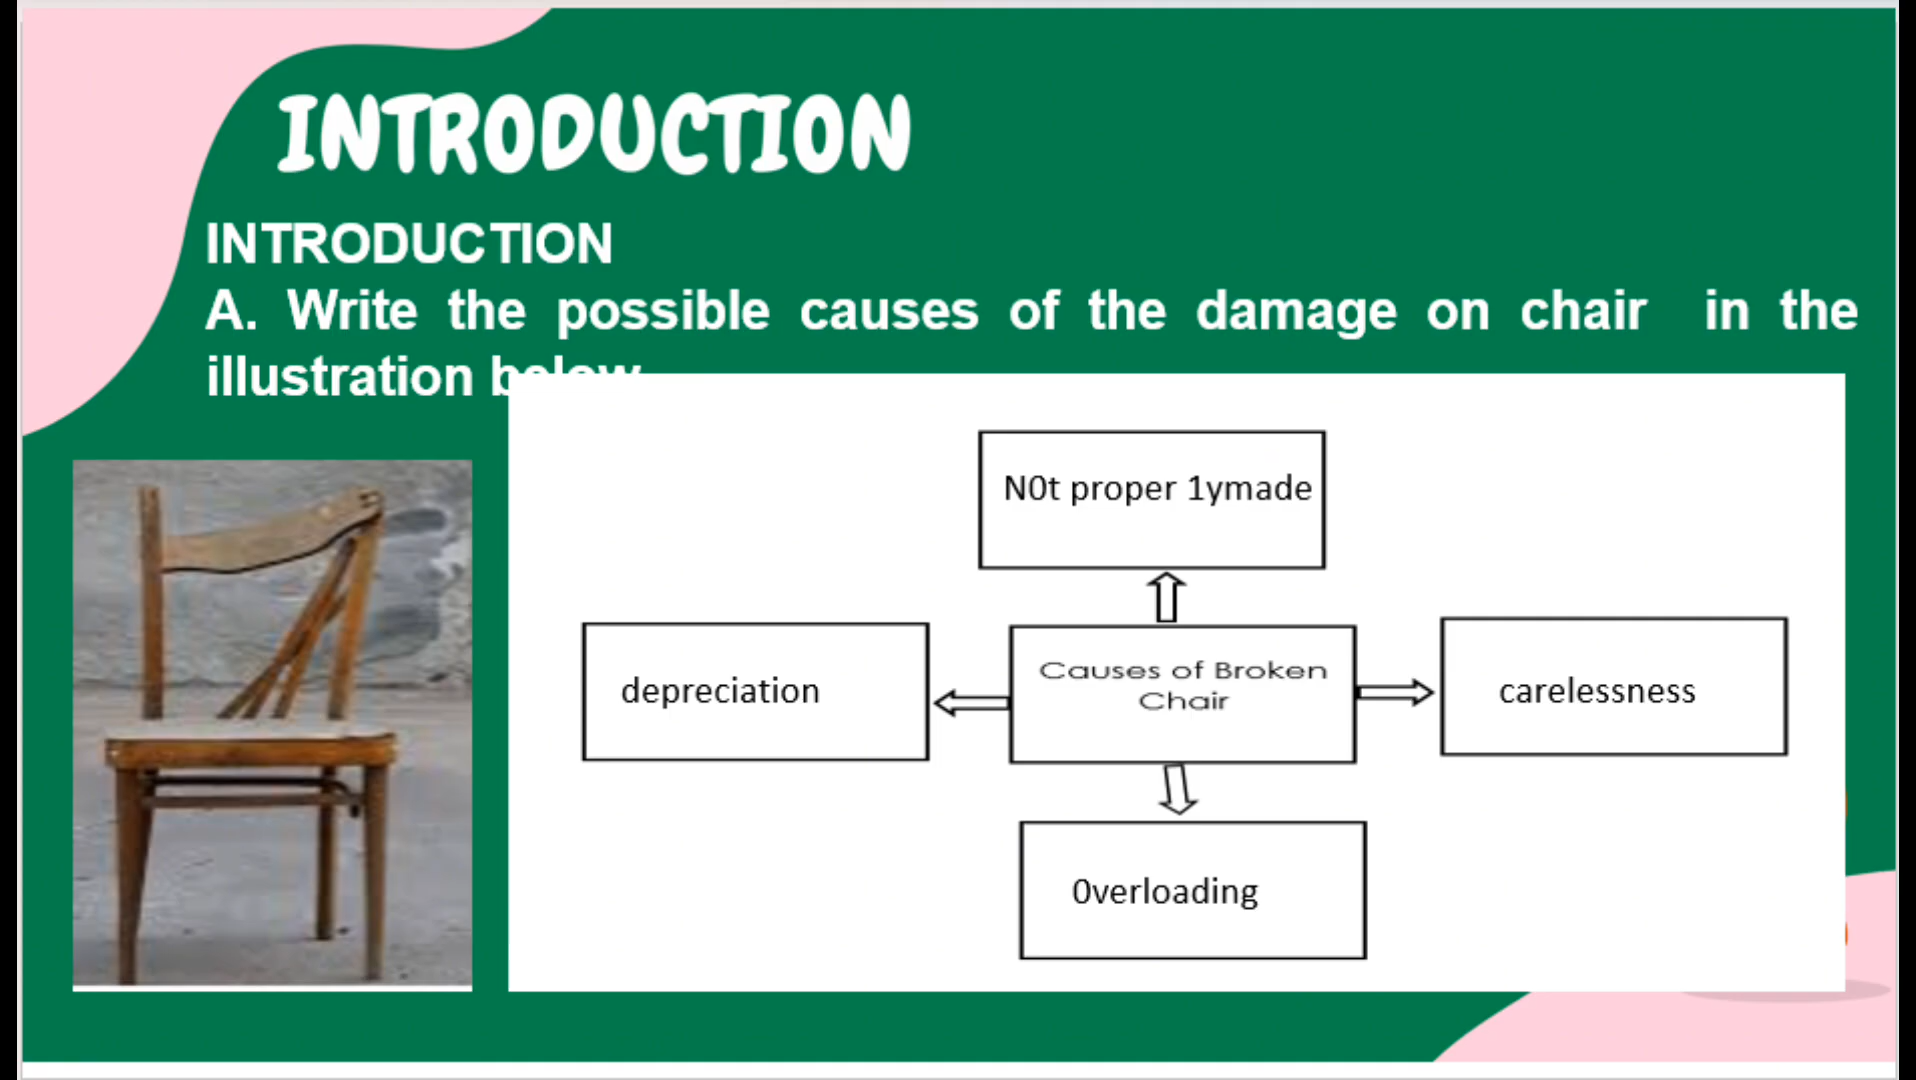 INTRODUCTION
INTRODUCTION
A. Write the possible causes of the damage on chair in the
illustration below
N0t proper 1ymade
depreciation
Causes of Broken
Chair
carelessness
0verloading